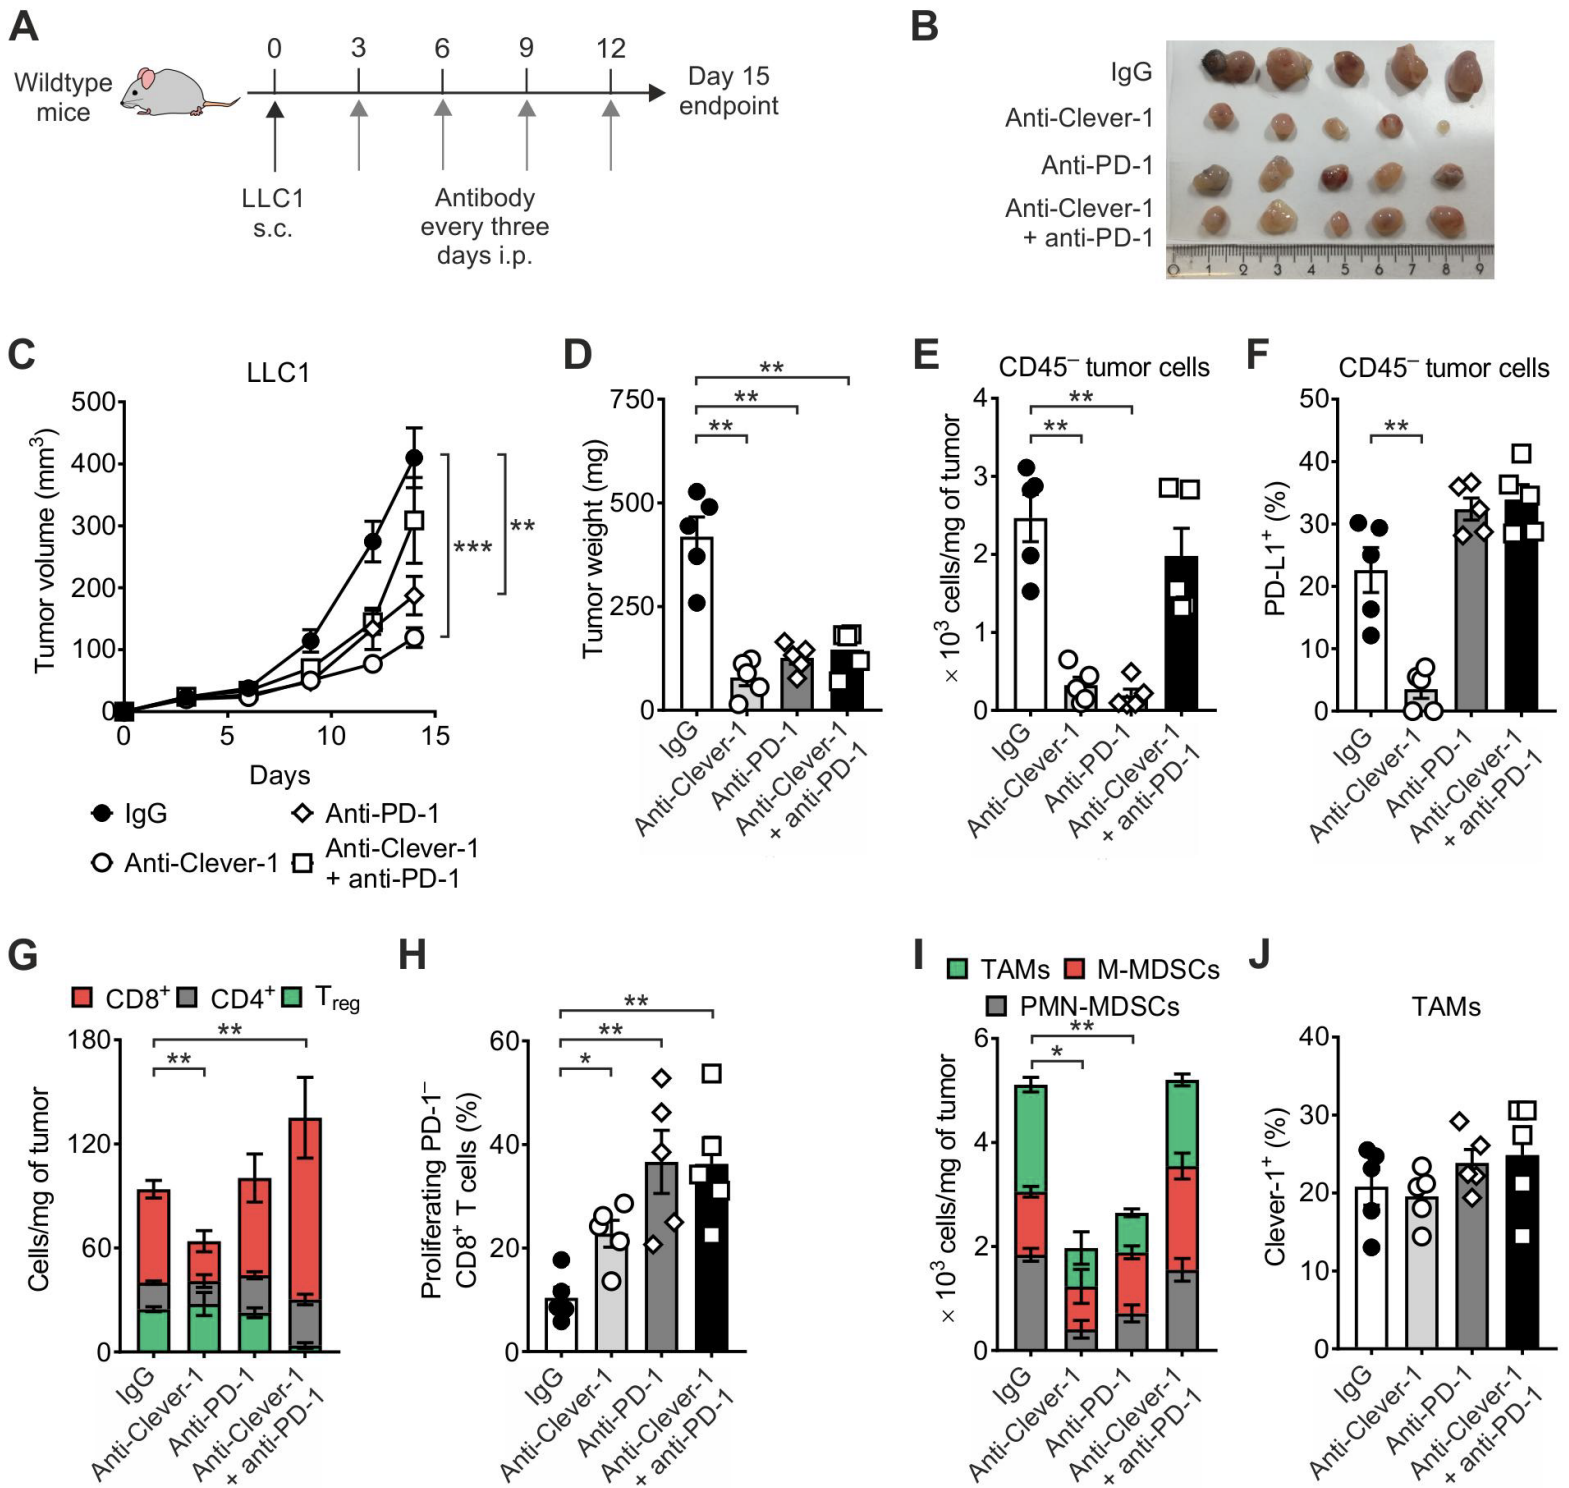 A
0 3 6 9 12
Wildtype
mice
Day 15
endpoint
LLC1
s.c.
Antibody
every three
days i.p.
B
IgG
Anti-Clever-1
Anti-PD-1
Anti-Clever-1
+ anti-PD-1
0 1 2 3 4 5 6 7 8 9
C
LLC1
Tumor volume (mm³)
500
400
300
200
100
0
0 5 10 15
Days
***
**
IgG
Anti-PD-1
Anti-Clever-1
Anti-Clever-1
+ anti-PD-1
D
Tumor weight (mg)
750
500
250
0
**
**
**
IgG
Anti-Clever-1
Anti-PD-1
Anti-Clever-1
+ anti-PD-1
E
CD45⁻ tumor cells
× 10³ cells/mg of tumor
4
3
2
1
0
**
**
IgG
Anti-Clever-1
Anti-PD-1
Anti-Clever-1
+ anti-PD-1
F
CD45⁻ tumor cells
PD-L1⁺ (%)
50
40
30
20
10
0
**
IgG
Anti-Clever-1
Anti-PD-1
Anti-Clever-1
+ anti-PD-1
G
CD8⁺ CD4⁺ Treg
Cells/mg of tumor
180
120
60
0
**
**
IgG
Anti-Clever-1
Anti-PD-1
Anti-Clever-1
+ anti-PD-1
H
Proliferating PD-1⁻
CD8⁺ T cells (%)
60
40
20
0
**
**
*
IgG
Anti-Clever-1
Anti-PD-1
Anti-Clever-1
+ anti-PD-1
I
TAMs M-MDSCs
PMN-MDSCs
× 10³ cells/mg of tumor
6
4
2
0
**
*
IgG
Anti-Clever-1
Anti-PD-1
Anti-Clever-1
+ anti-PD-1
J
TAMs
Clever-1⁺ (%)
40
30
20
10
0
IgG
Anti-Clever-1
Anti-PD-1
Anti-Clever-1
+ anti-PD-1